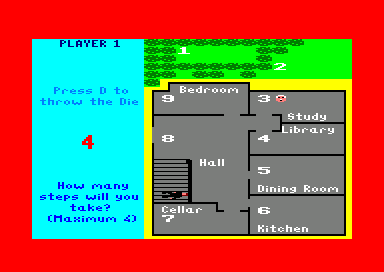 PLAYER 1
Press D to
throw the Die
4
How many
steps will you
take?
(Maximum 4)
1
2
Bedroom
9
3
Study
Library
8
4
Hall
5
Dining Room
Cellar
7
6
Kitchen